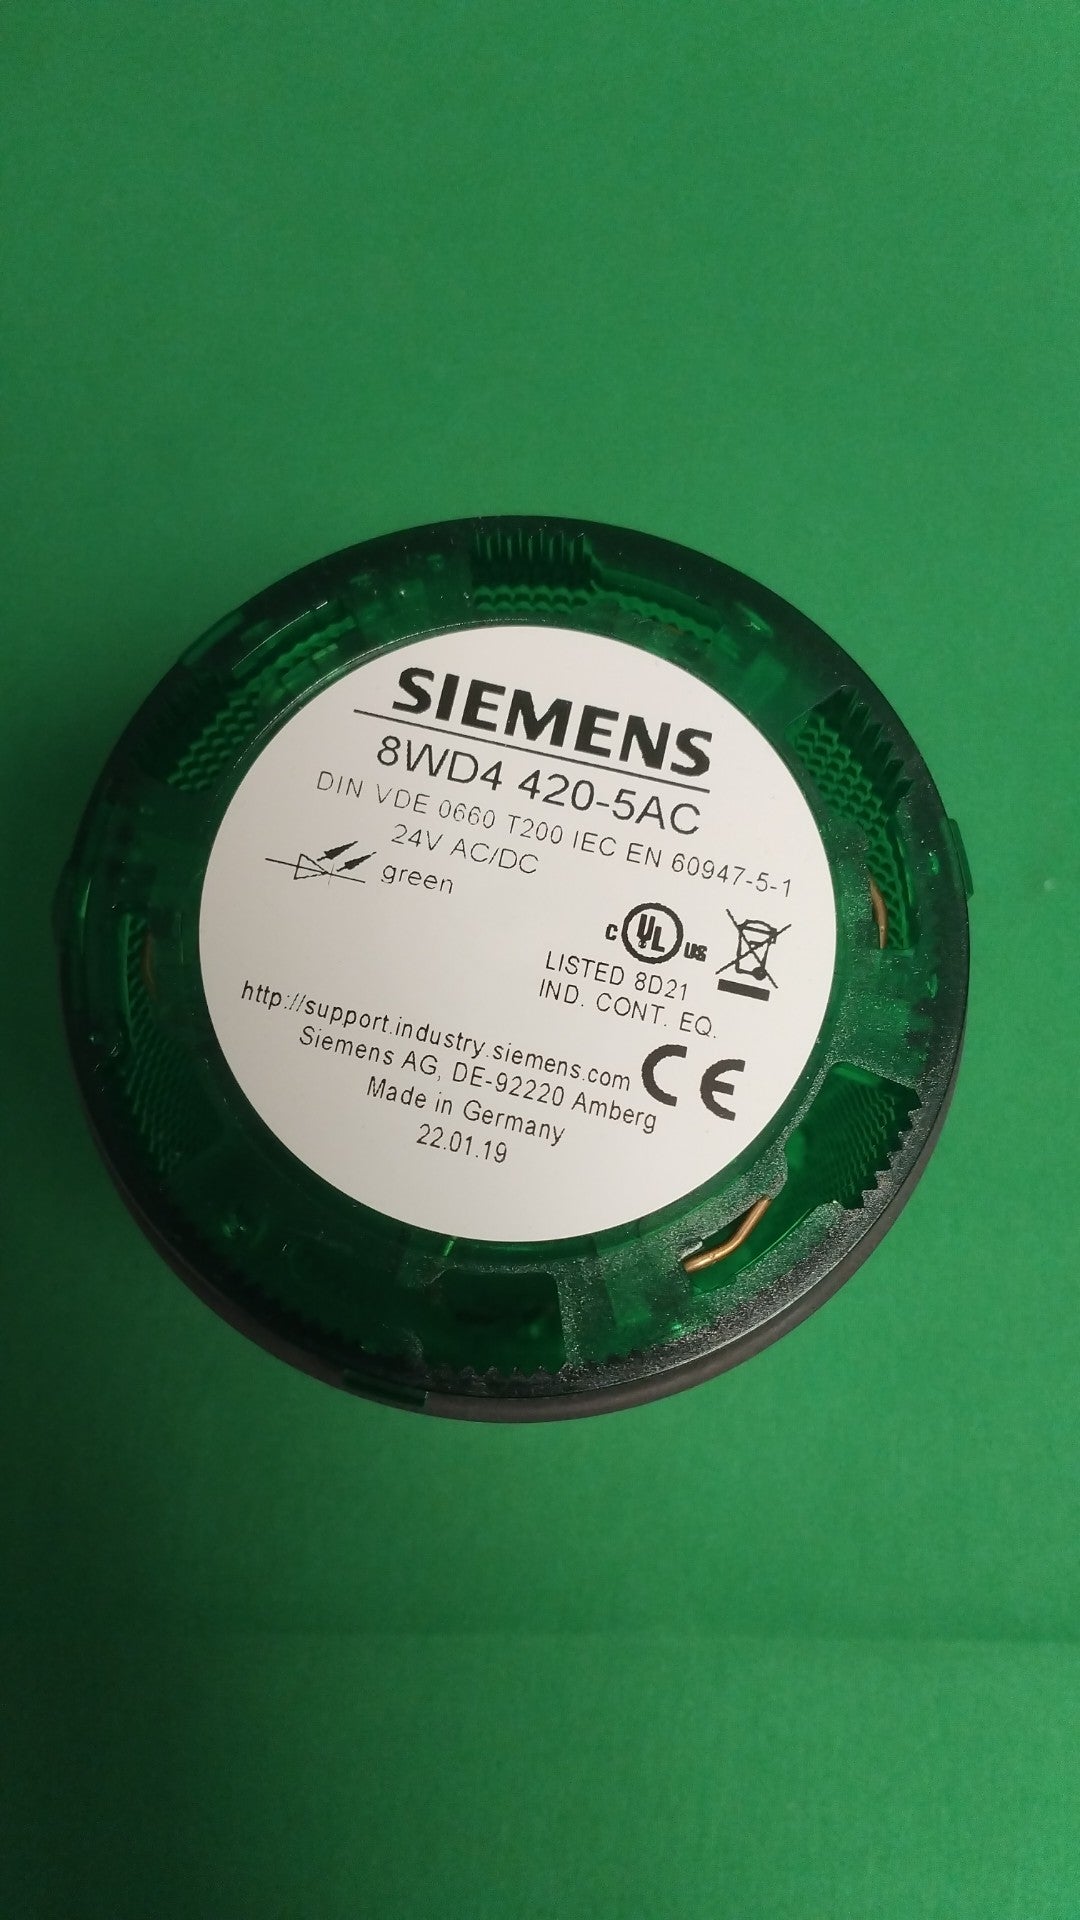 SIEMENS
8WD4 420-5AC
DIN VDE 0660 T200 IEC EN 60947-5-1
24V AC/DC
green
C UL US
LISTED 8D21
IND. CONT. EQ.
http://support.industry.siemens.com
CE
Siemens AG, DE-92220 Amberg
Made in Germany
22.01.19